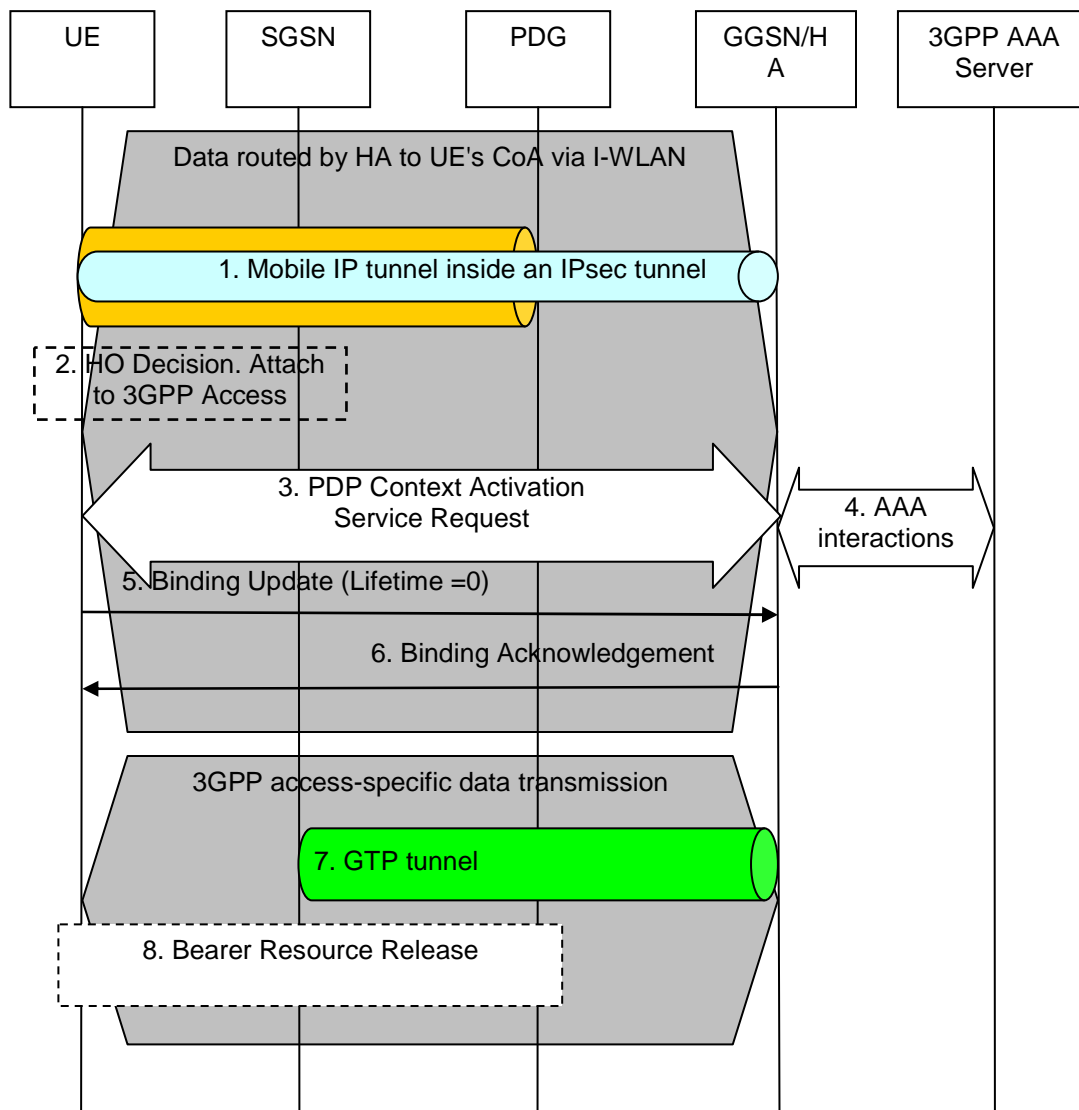 UE
SGSN
PDG
GGSN/H
A
3GPP AAA
Server
Data routed by HA to UE's CoA via I-WLAN
1. Mobile IP tunnel inside an IPsec tunnel
2. HO Decision. Attach
to 3GPP Access
3. PDP Context Activation
Service Request
4. AAA
interactions
5. Binding Update (Lifetime =0)
6. Binding Acknowledgement
3GPP access-specific data transmission
7. GTP tunnel
8. Bearer Resource Release